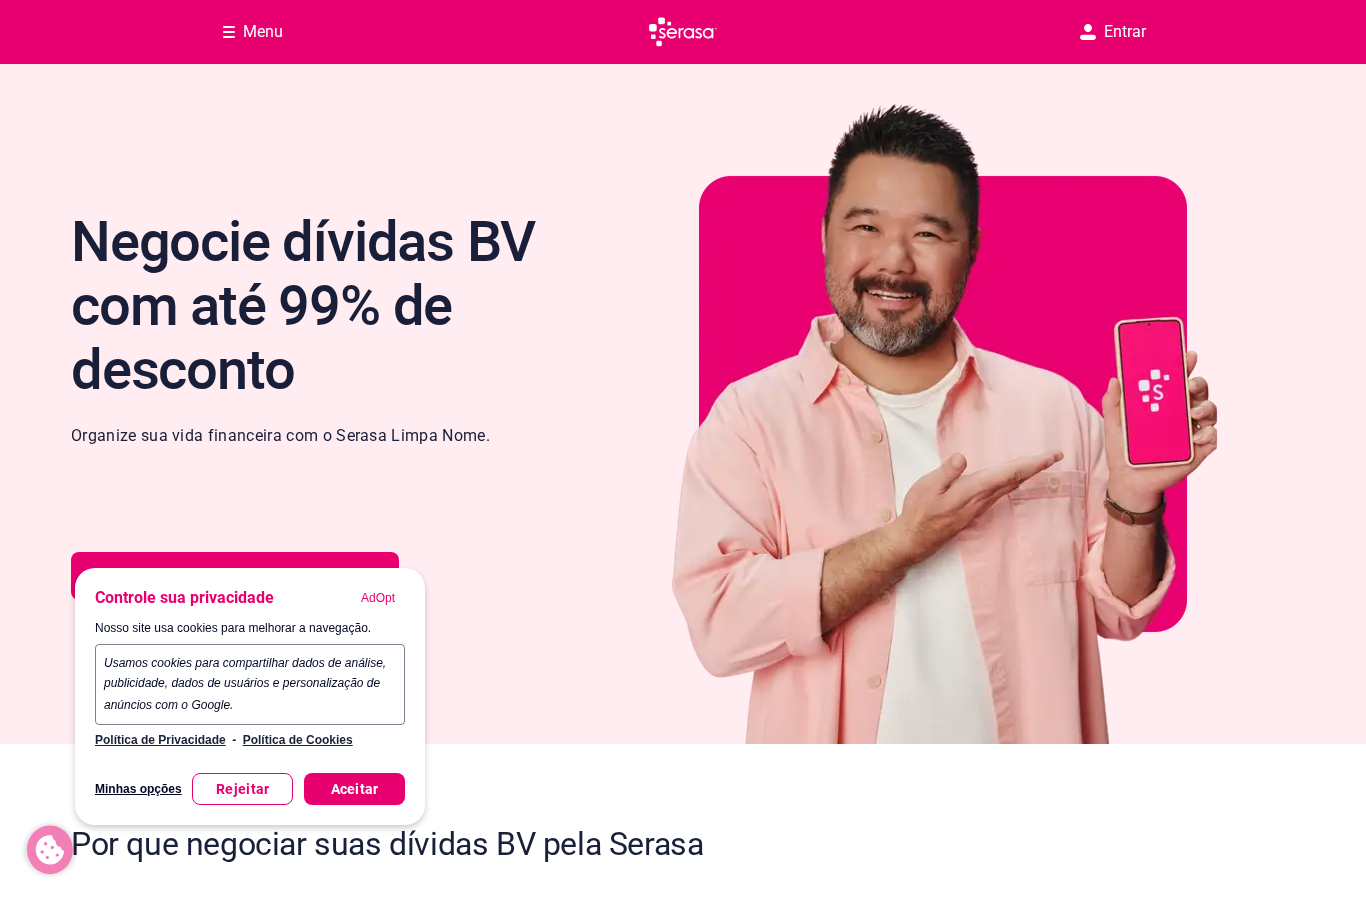 Menu
serasa
Entrar
Negocie dívidas BV
com até 99% de
desconto
Organize sua vida financeira com o Serasa Limpa Nome.
S
Controle sua privacidade
AdOpt
Nosso site usa cookies para melhorar a navegação.
Usamos cookies para compartilhar dados de análise,
publicidade, dados de usuários e personalização de
anúncios com o Google.
Política de Privacidade - Política de Cookies
Minhas opções
Rejeitar
Aceitar
Por que negociar suas dívidas BV pela Serasa